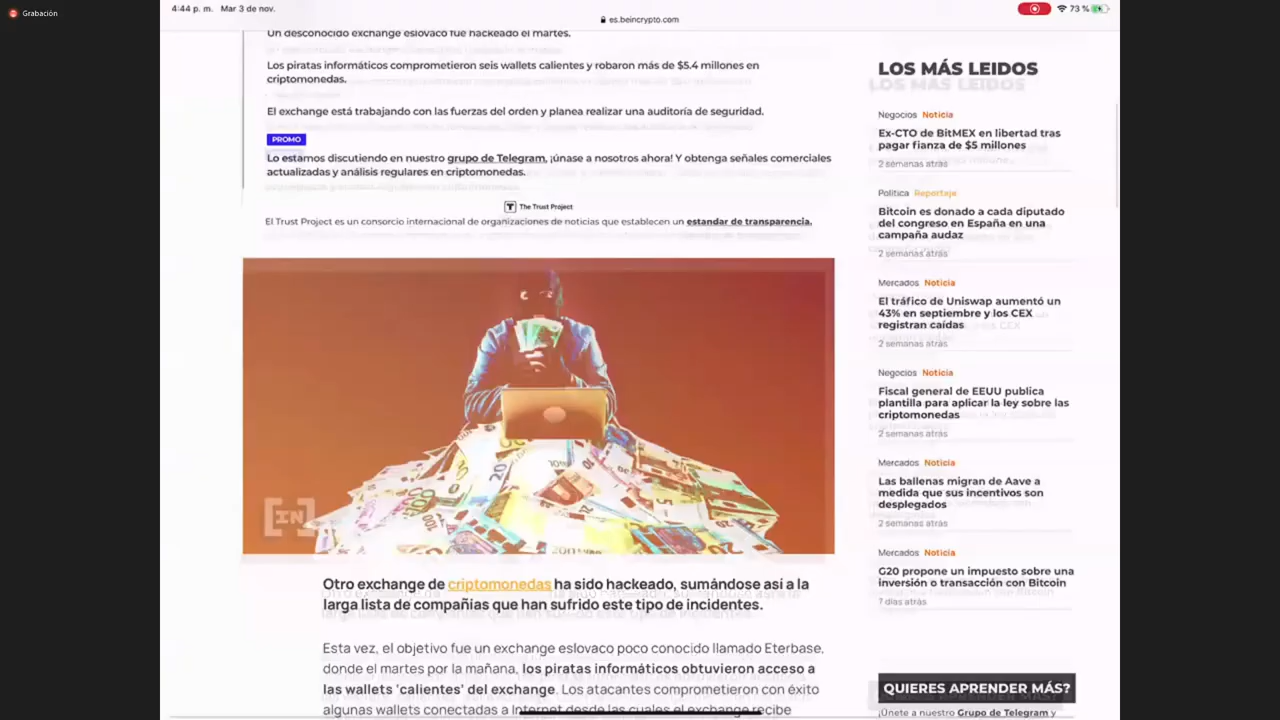 Grabación
4:44 p. m. Mar 3 de nov.
73 %
es.beincrypto.com
Un desconocido exchange eslovaco fue hackeado el martes.
Los piratas informáticos comprometieron seis wallets calientes y robaron más de $5.4 millones en
criptomonedas.
El exchange está trabajando con las fuerzas del orden y planea realizar una auditoría de seguridad.
PROMO
Lo estamos discutiendo en nuestro grupo de Telegram, ¡únase a nosotros ahora! Y obtenga señales comerciales
actualizadas y análisis regulares en criptomonedas.
The Trust Project
El Trust Project es un consorcio internacional de organizaciones de noticias que establecen un estandar de transparencia.
IN
Otro exchange de criptomonedas ha sido hackeado, sumándose así a la
larga lista de compañías que han sufrido este tipo de incidentes.
Esta vez, el objetivo fue un exchange eslovaco poco conocido llamado Eterbase,
donde el martes por la mañana, los piratas informáticos obtuvieron acceso a
las wallets 'calientes' del exchange. Los atacantes comprometieron con éxito
algunas wallets conectadas a Internet desde las cuales el exchange recibe
LOS MÁS LEIDOS
Negocios Noticia
Ex-CTO de BitMEX en libertad tras
pagar fianza de $5 millones
2 semanas atrás
Política Reportaje
Bitcoin es donado a cada diputado
del congreso en España en una
campaña audaz
2 semanas atrás
Mercados Noticia
El tráfico de Uniswap aumentó un
43% en septiembre y los CEX
registran caídas
2 semanas atrás
Negocios Noticia
Fiscal general de EEUU publica
plantilla para aplicar la ley sobre las
criptomonedas
2 semanas atrás
Mercados Noticia
Las ballenas migran de Aave a
medida que sus incentivos son
desplegados
2 semanas atrás
Mercados Noticia
G20 propone un impuesto sobre una
inversión o transacción con Bitcoin
7 días atrás
QUIERES APRENDER MÁS?
¡Únete a nuestro Grupo de Telegram y